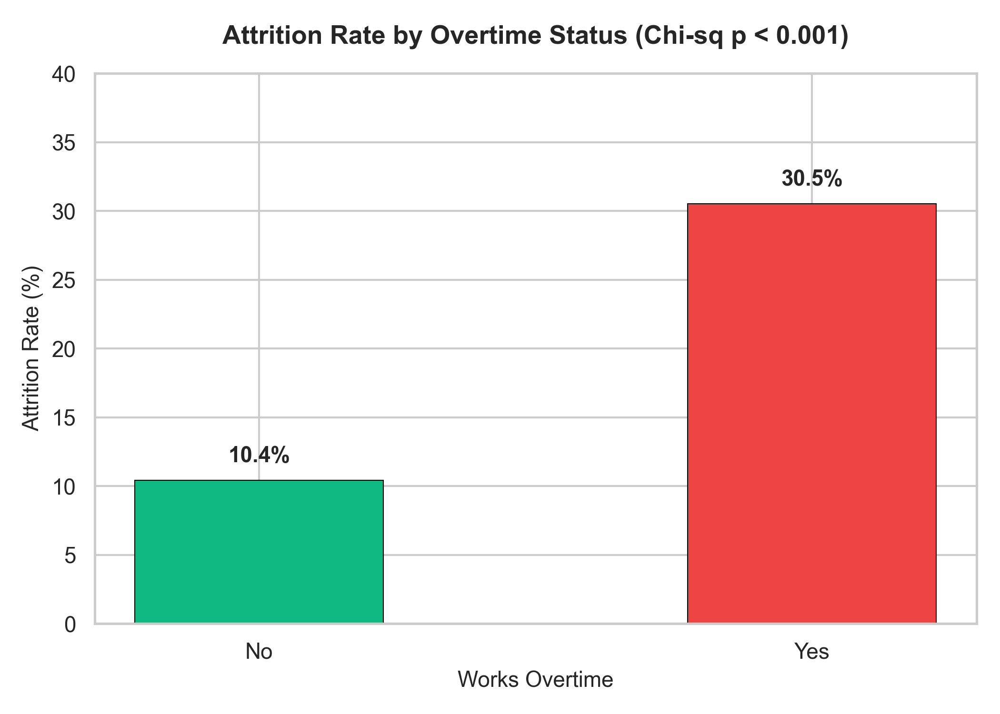 Attrition Rate by Overtime Status (Chi-sq p < 0.001)
40
35
30
25
20
15
10
5
0
Attrition Rate (%)
10.4%
30.5%
No
Yes
Works Overtime